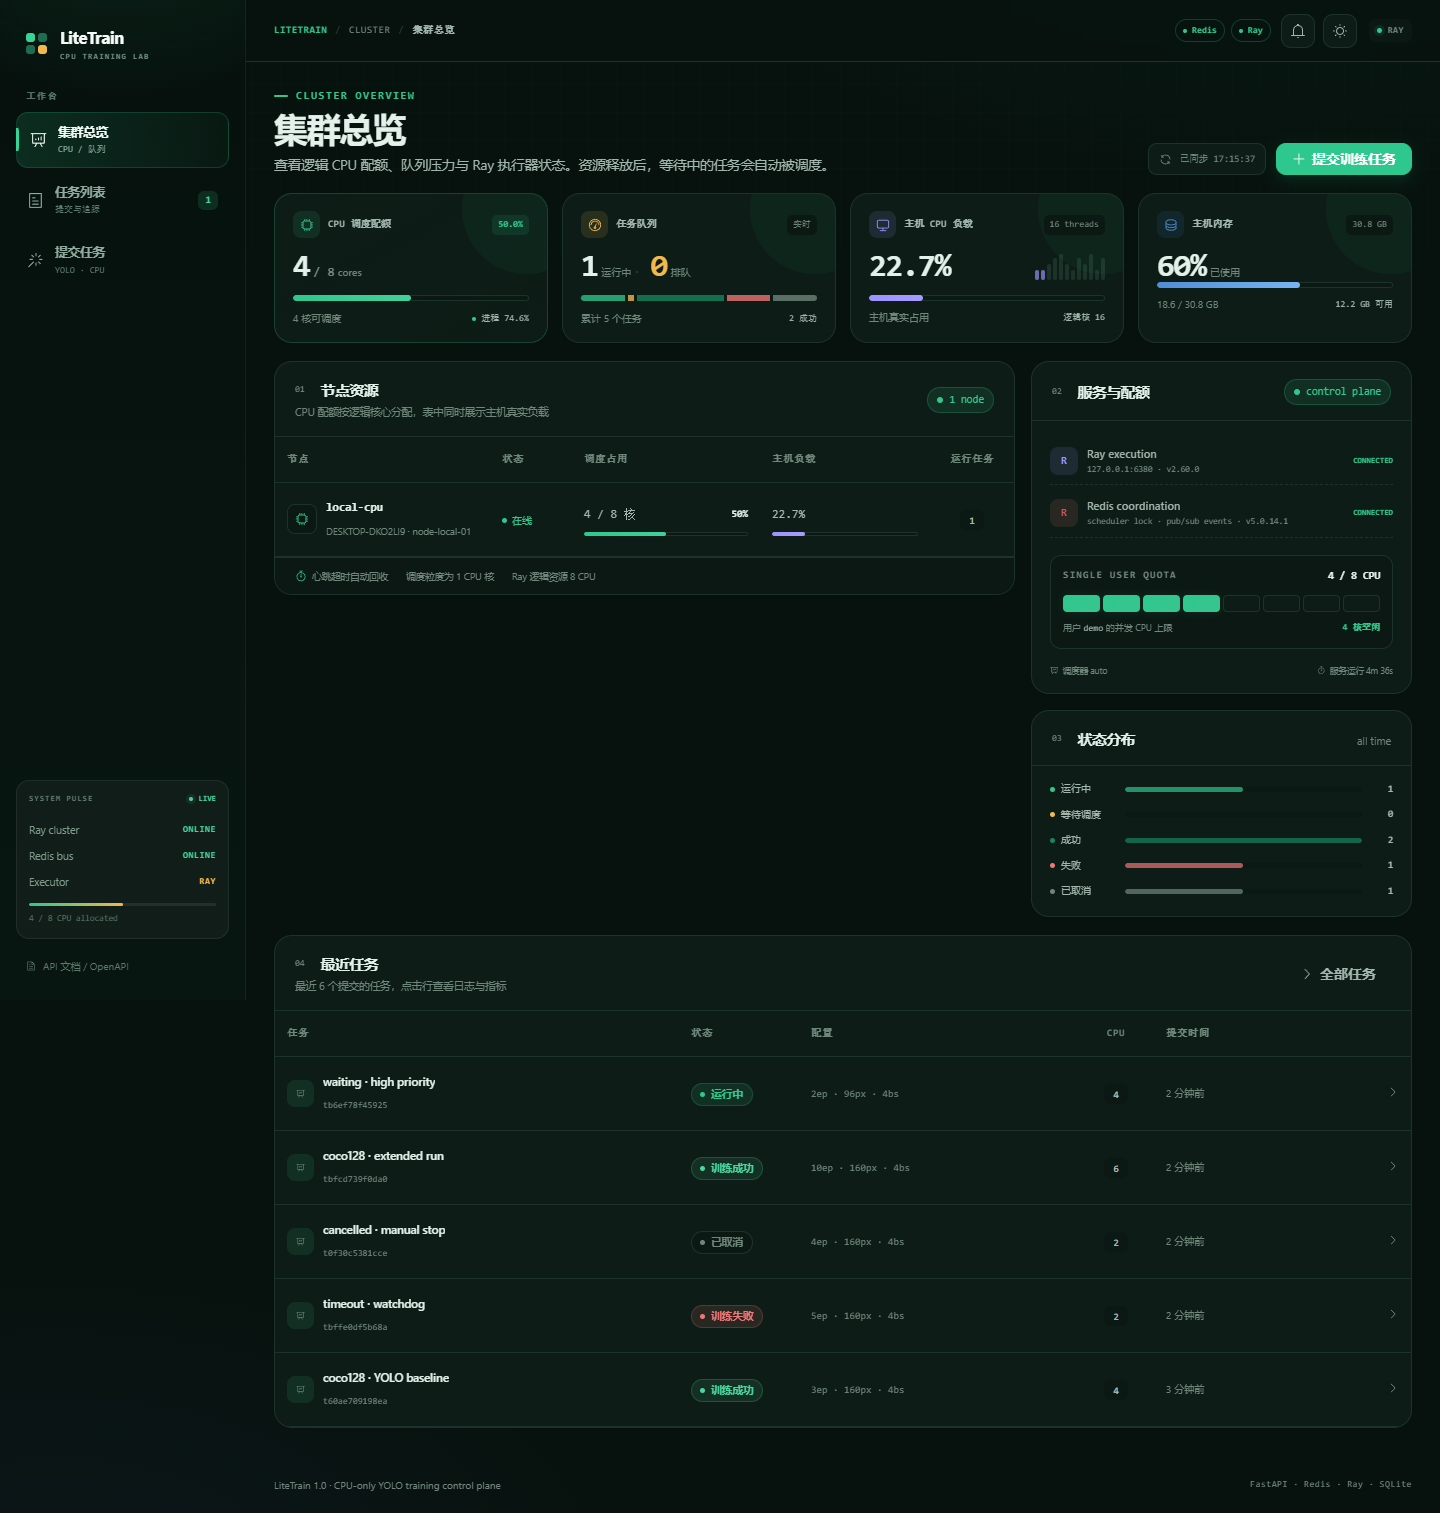 LiteTrain
CPU TRAINING LAB
工作台
集群总览
CPU / 队列
任务列表
提交与追踪
1
提交任务
YOLO · CPU
SYSTEM PULSE
LIVE
Ray cluster
ONLINE
Redis bus
ONLINE
Executor
RAY
4 / 8 CPU allocated
API 文档 / OpenAPI
LITETRAIN / CLUSTER / 集群总览
Redis
Ray
RAY
CLUSTER OVERVIEW
集群总览
查看逻辑 CPU 配额、队列压力与 Ray 执行器状态。资源释放后，等待中的任务会自动被调度。
已同步 17:15:37
提交训练任务
CPU 调度配额
50.0%
4 / 8 cores
4 核可调度
进程 74.6%
任务队列
实时
1 运行中 · 0 排队
累计 5 个任务
2 成功
主机 CPU 负载
16 threads
22.7%
主机真实占用
逻辑核 16
主机内存
30.8 GB
60% 已使用
18.6 / 30.8 GB
12.2 GB 可用
01 节点资源
CPU 配额按逻辑核心分配，表中同时展示主机真实负载
1 node
节点 状态 调度占用 主机负载 运行任务
local-cpu
DESKTOP-DKO2LI9 · node-local-01
在线
4 / 8 核 50%
22.7%
1
心跳超时自动回收 调度粒度为 1 CPU 核 Ray 逻辑资源 8 CPU
02 服务与配额
control plane
R
Ray execution
127.0.0.1:6380 · v2.60.0
CONNECTED
R
Redis coordination
scheduler lock · pub/sub events · v5.0.14.1
CONNECTED
SINGLE USER QUOTA
4 / 8 CPU
用户 demo 的并发 CPU 上限
4 核空闲
调度器 auto
服务运行 4m 36s
03 状态分布
all time
运行中 1
等待调度 0
成功 2
失败 1
已取消 1
04 最近任务
最近 6 个提交的任务，点击行查看日志与指标
全部任务
任务 状态 配置 CPU 提交时间
waiting · high priority
tb6ef78f45925
运行中
2ep · 96px · 4bs
4
2 分钟前
coco128 · extended run
tbfcd739f0da0
训练成功
10ep · 160px · 4bs
6
2 分钟前
cancelled · manual stop
t0f30c5381cce
已取消
4ep · 160px · 4bs
2
2 分钟前
timeout · watchdog
tbffe0df5b68a
训练失败
5ep · 160px · 4bs
2
2 分钟前
coco128 · YOLO baseline
t60ae709198ea
训练成功
3ep · 160px · 4bs
4
3 分钟前
LiteTrain 1.0 · CPU-only YOLO training control plane
FastAPI · Redis · Ray · SQLite